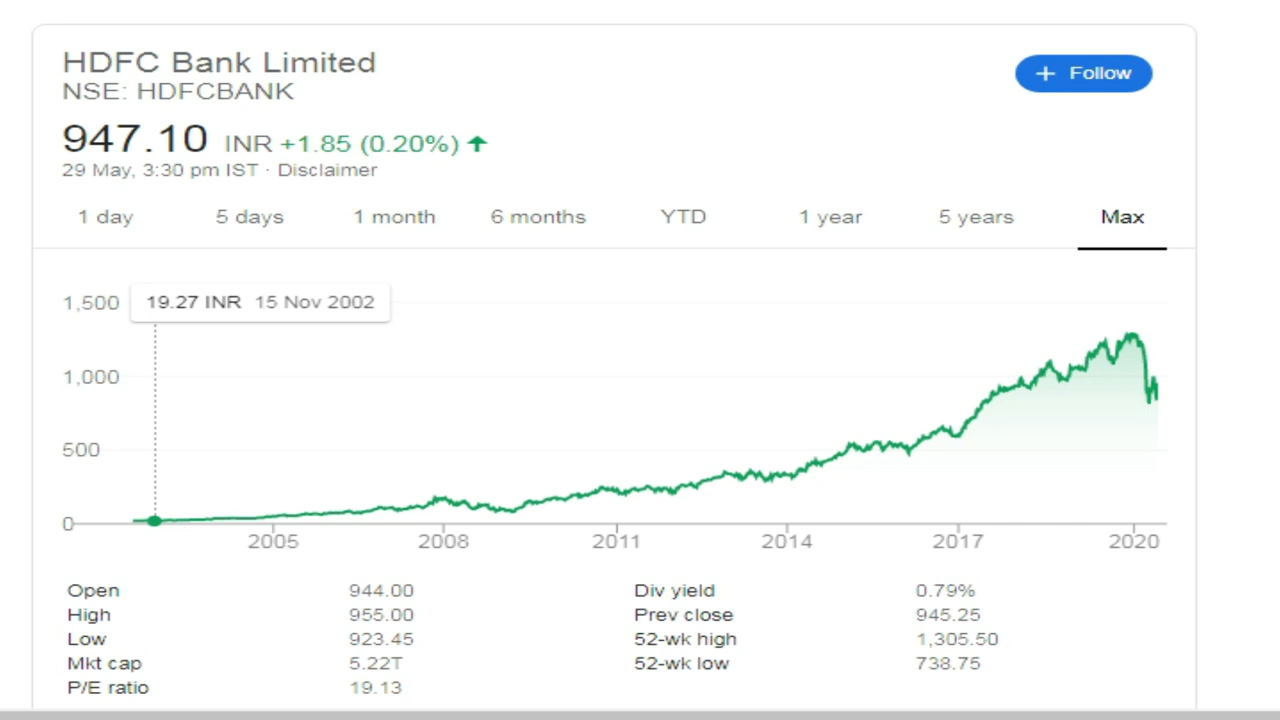 HDFC Bank Limited
NSE: HDFCBANK
+ Follow
947.10 INR +1.85 (0.20%)
29 May, 3:30 pm IST · Disclaimer
1 day 5 days 1 month 6 months YTD 1 year 5 years Max
19.27 INR 15 Nov 2002
1,500
1,000
500
0
2005 2008 2011 2014 2017 2020
Open 944.00 Div yield 0.79%
High 955.00 Prev close 945.25
Low 923.45 52-wk high 1,305.50
Mkt cap 5.22T 52-wk low 738.75
P/E ratio 19.13